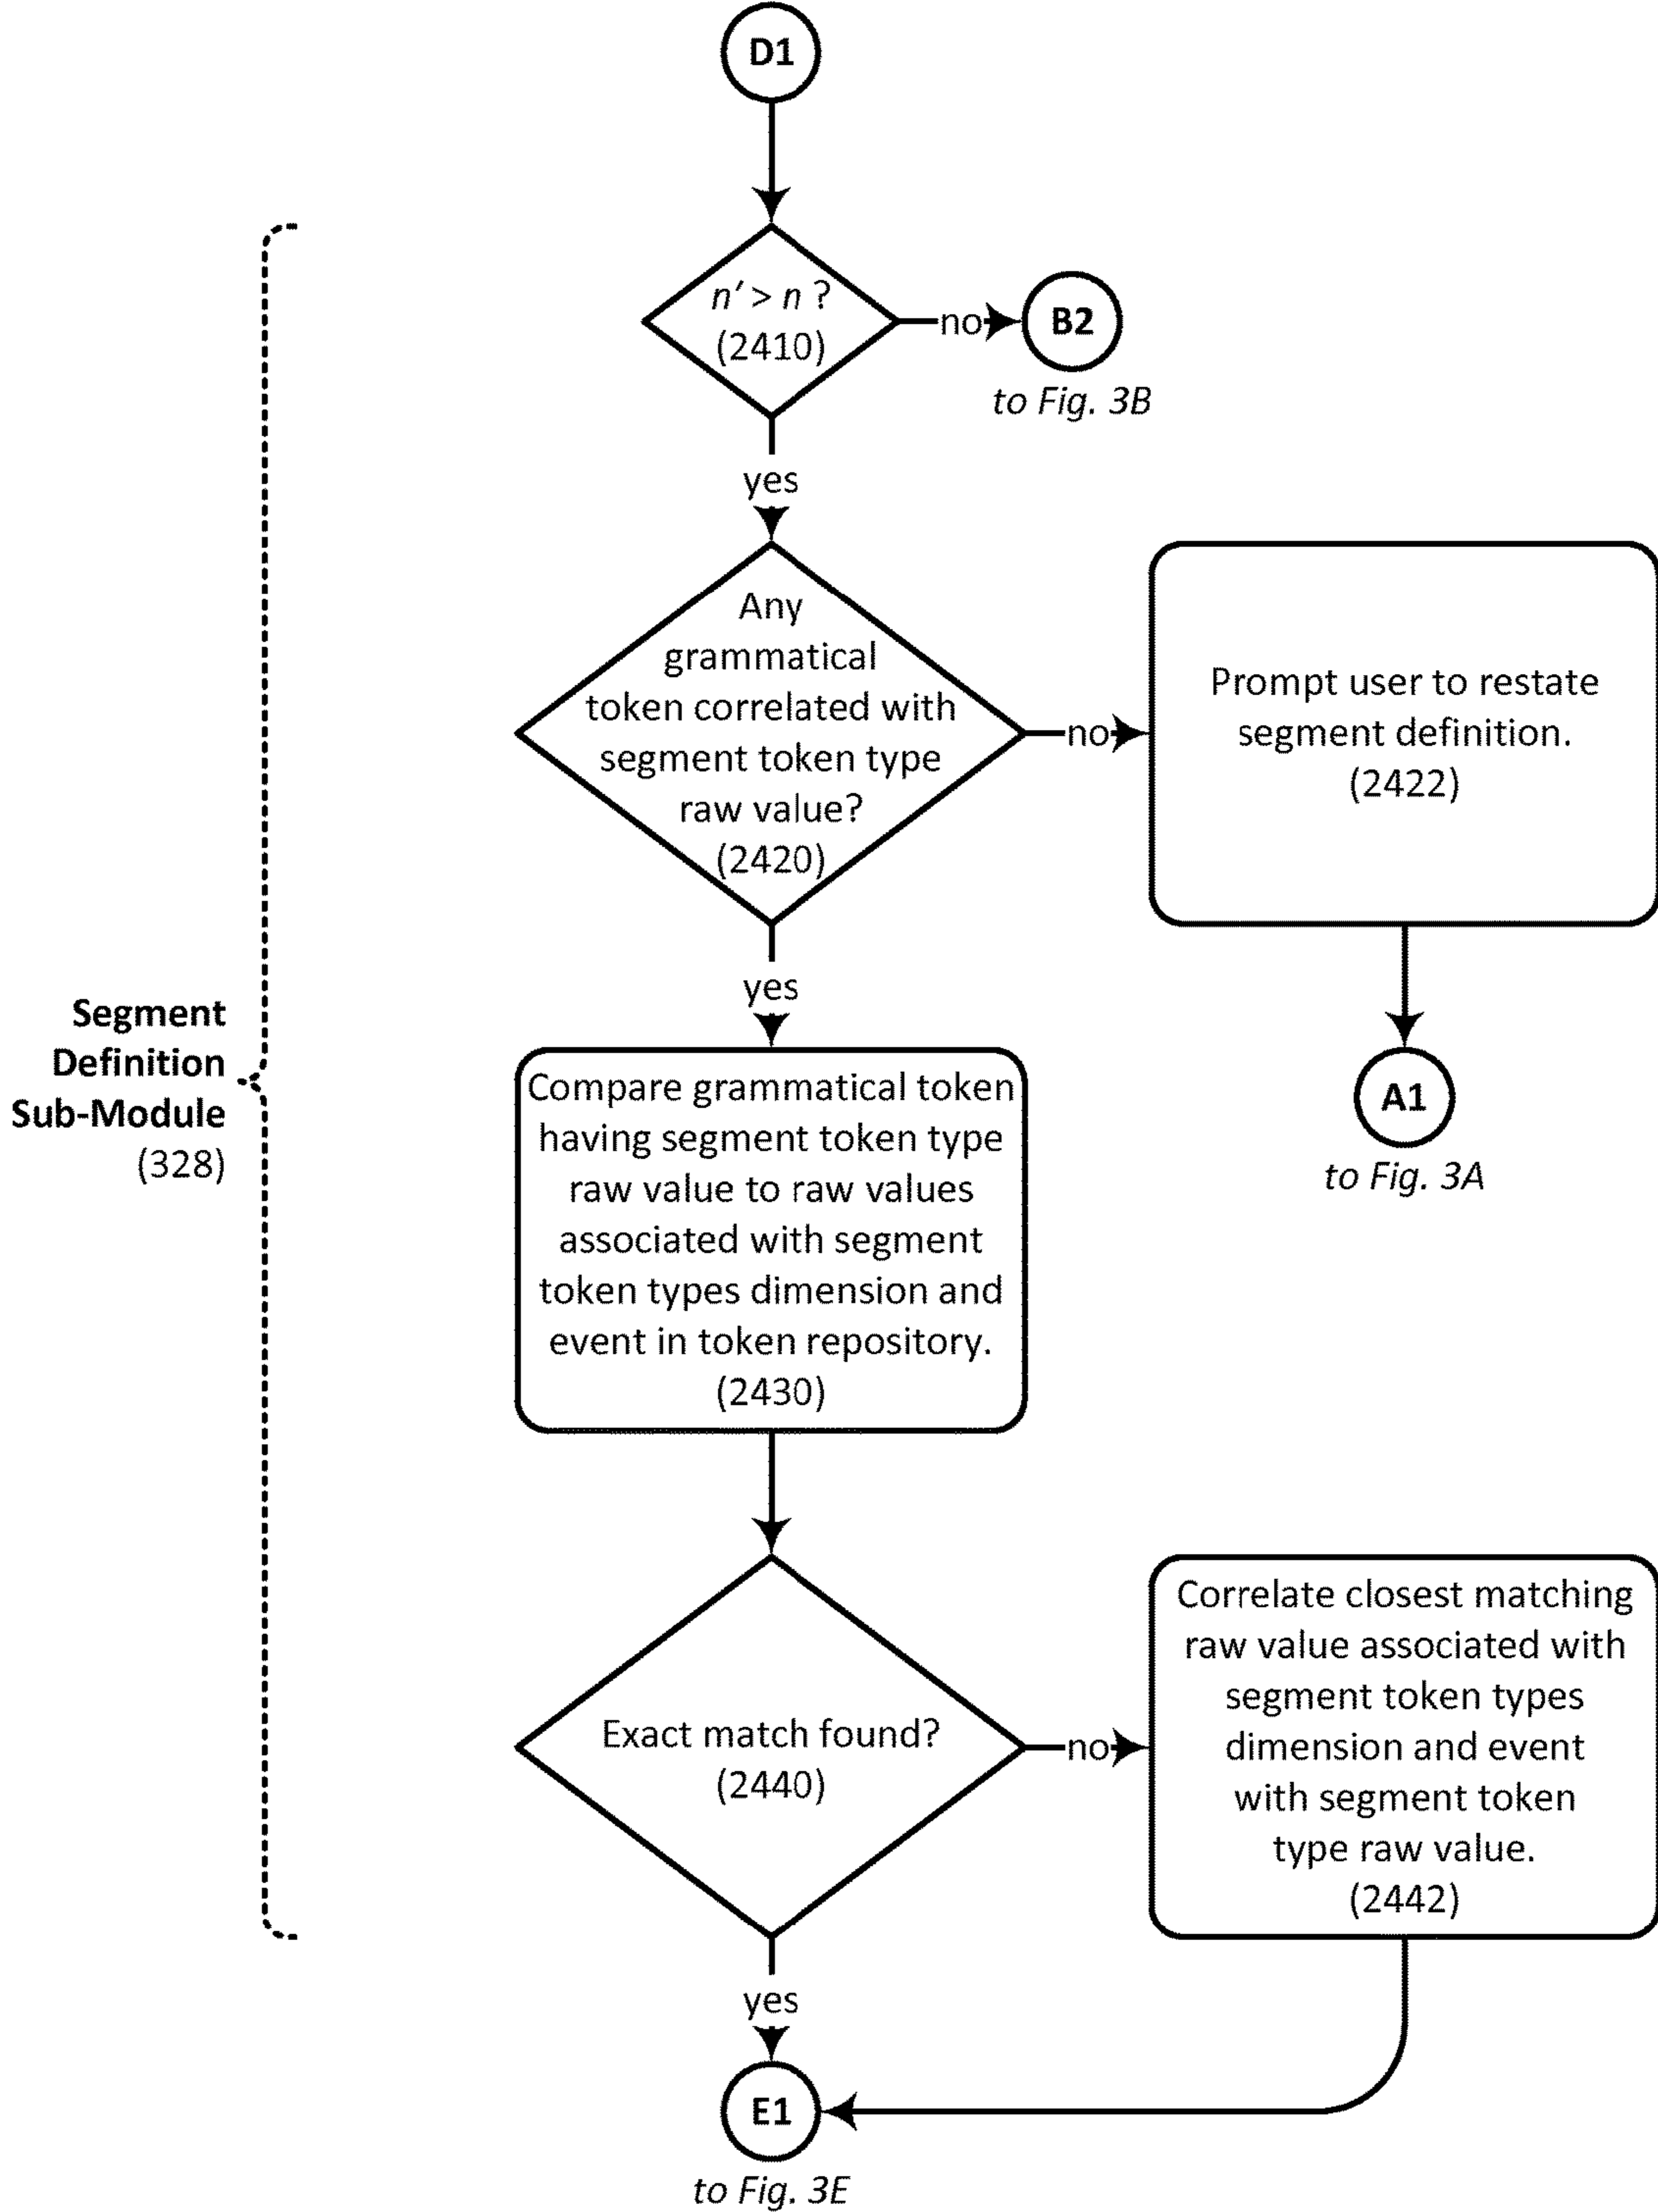 D1
n' > n ?
(2410)
no
B2
to Fig. 3B
yes
Any
grammatical
token correlated with
segment token type
raw value?
(2420)
no
Prompt user to restate
segment definition.
(2422)
yes
A1
to Fig. 3A
Segment
Definition
Sub-Module
(328)
Compare grammatical token
having segment token type
raw value to raw values
associated with segment
token types dimension and
event in token repository.
(2430)
Exact match found?
(2440)
no
Correlate closest matching
raw value associated with
segment token types
dimension and event
with segment token
type raw value.
(2442)
yes
E1
to Fig. 3E